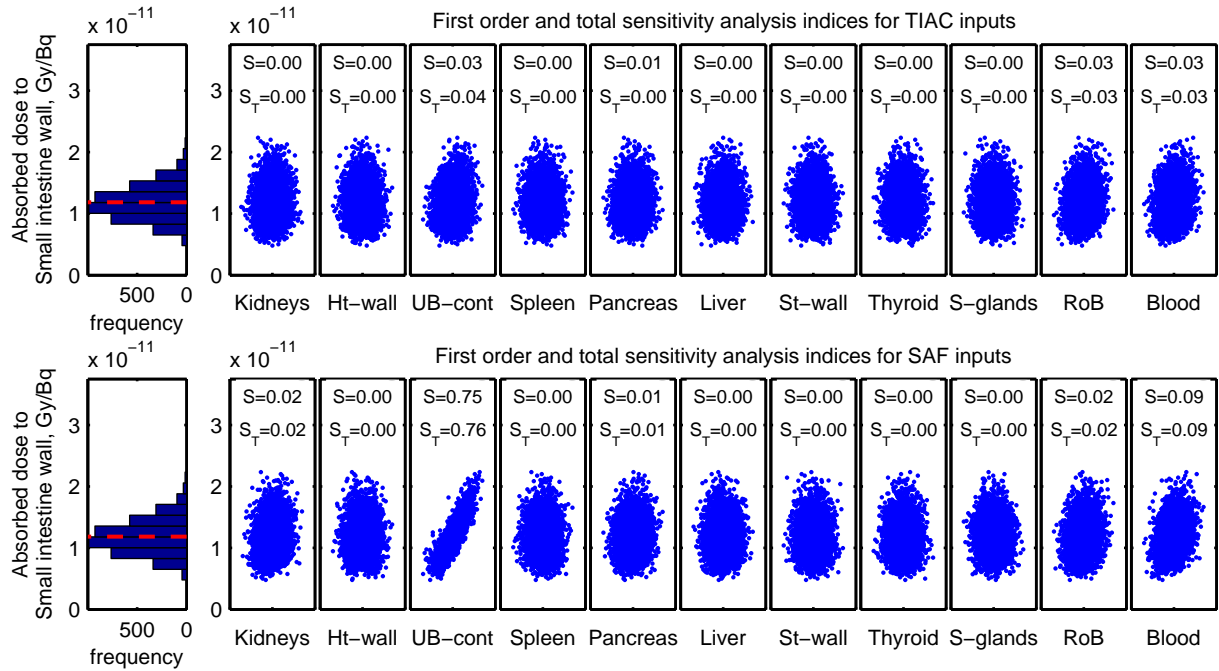 x 10⁻¹¹
x 10⁻¹¹
First order and total sensitivity analysis indices for TIAC inputs
Absorbed dose to
Small intestine wall, Gy/Bq
3
2
1
0
500 0
frequency
3
2
1
0
S=0.00 S=0.00 S=0.03 S=0.00 S=0.01 S=0.00 S=0.00 S=0.00 S=0.00 S=0.03 S=0.03
S_T=0.00 S_T=0.00 S_T=0.04 S_T=0.00 S_T=0.00 S_T=0.00 S_T=0.00 S_T=0.00 S_T=0.00 S_T=0.03 S_T=0.03
Kidneys Ht-wall UB-cont Spleen Pancreas Liver St-wall Thyroid S-glands RoB Blood
x 10⁻¹¹
x 10⁻¹¹
First order and total sensitivity analysis indices for SAF inputs
Absorbed dose to
Small intestine wall, Gy/Bq
3
2
1
0
500 0
frequency
3
2
1
0
S=0.02 S=0.00 S=0.75 S=0.00 S=0.01 S=0.00 S=0.00 S=0.00 S=0.00 S=0.02 S=0.09
S_T=0.02 S_T=0.00 S_T=0.76 S_T=0.00 S_T=0.01 S_T=0.00 S_T=0.00 S_T=0.00 S_T=0.00 S_T=0.02 S_T=0.09
Kidneys Ht-wall UB-cont Spleen Pancreas Liver St-wall Thyroid S-glands RoB Blood